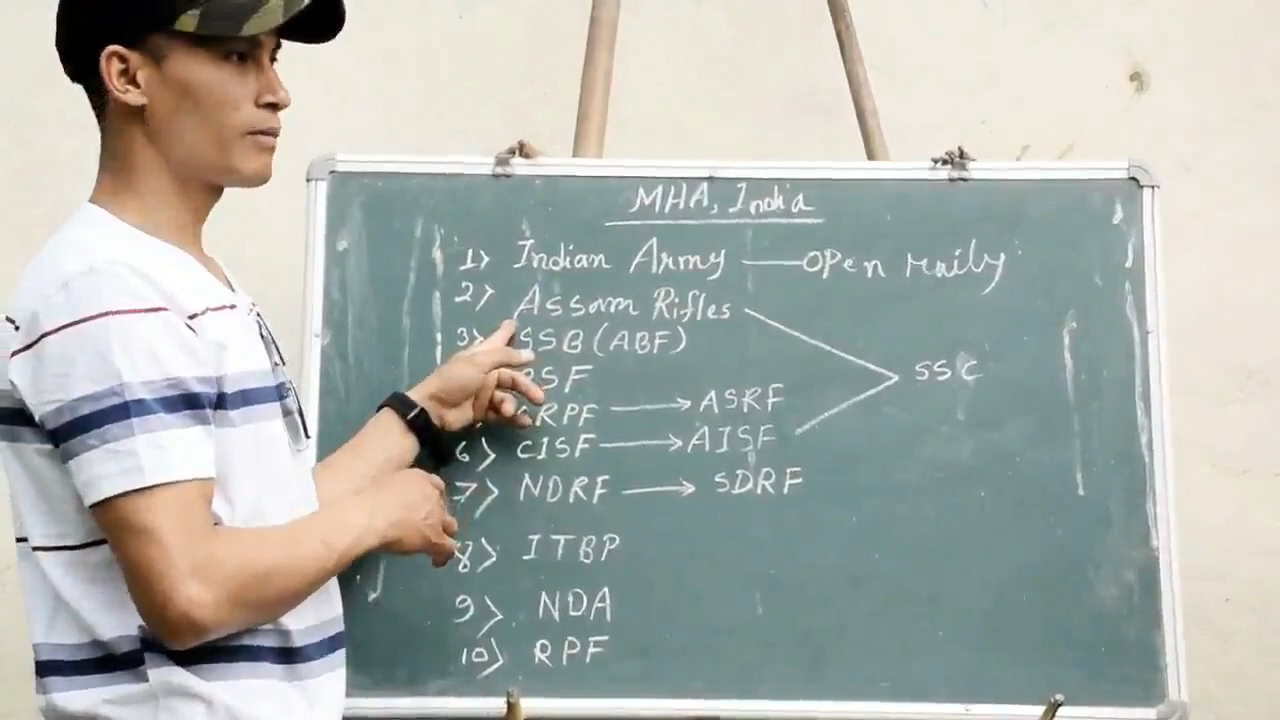 MHA, India
1) Indian Army — Open rally
2) Assam Rifles
3) SSB (ABF)
SSC
SF
RPF → ASRF
6) CISF → AISF
7) NDRF → SDRF
8) ITBP
9) NDA
10) RPF